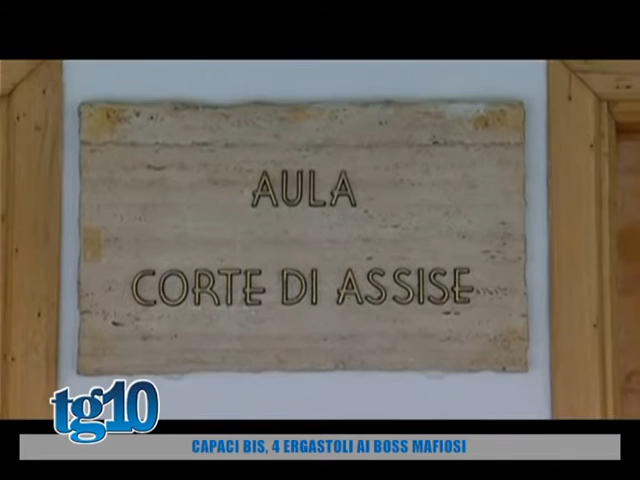 AULA
CORTE DI ASSISE
tg10
CAPACI BIS, 4 ERGASTOLI AI BOSS MAFIOSI